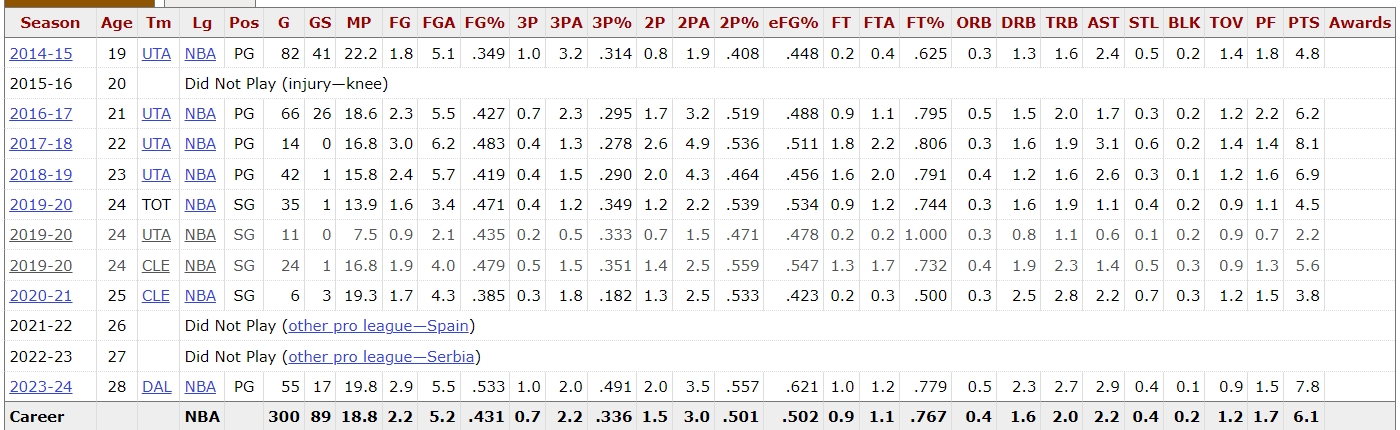 Season Age Tm Lg Pos G GS MP FG FGA FG% 3P 3PA 3P% 2P 2PA 2P% eFG% FT FTA FT% ORB DRB TRB AST STL BLK TOV PF PTS Awards
2014-15 19 UTA NBA PG 82 41 22.2 1.8 5.1 .349 1.0 3.2 .314 0.8 1.9 .408 .448 0.2 0.4 .625 0.3 1.3 1.6 2.4 0.5 0.2 1.4 1.8 4.8
2015-16 20 Did Not Play (injury—knee)
2016-17 21 UTA NBA PG 66 26 18.6 2.3 5.5 .427 0.7 2.3 .295 1.7 3.2 .519 .488 0.9 1.1 .795 0.5 1.5 2.0 1.7 0.3 0.2 1.2 2.2 6.2
2017-18 22 UTA NBA PG 14 0 16.8 3.0 6.2 .483 0.4 1.3 .278 2.6 4.9 .536 .511 1.8 2.2 .806 0.3 1.6 1.9 3.1 0.6 0.2 1.4 1.4 8.1
2018-19 23 UTA NBA PG 42 1 15.8 2.4 5.7 .419 0.4 1.5 .290 2.0 4.3 .464 .456 1.6 2.0 .791 0.4 1.2 1.6 2.6 0.3 0.1 1.2 1.6 6.9
2019-20 24 TOT NBA SG 35 1 13.9 1.6 3.4 .471 0.4 1.2 .349 1.2 2.2 .539 .534 0.9 1.2 .744 0.3 1.6 1.9 1.1 0.4 0.2 0.9 1.1 4.5
2019-20 24 UTA NBA SG 11 0 7.5 0.9 2.1 .435 0.2 0.5 .333 0.7 1.5 .471 .478 0.2 0.2 1.000 0.3 0.8 1.1 0.6 0.1 0.2 0.9 0.7 2.2
2019-20 24 CLE NBA SG 24 1 16.8 1.9 4.0 .479 0.5 1.5 .351 1.4 2.5 .559 .547 1.3 1.7 .732 0.4 1.9 2.3 1.4 0.5 0.3 0.9 1.3 5.6
2020-21 25 CLE NBA SG 6 3 19.3 1.7 4.3 .385 0.3 1.8 .182 1.3 2.5 .533 .423 0.2 0.3 .500 0.3 2.5 2.8 2.2 0.7 0.3 1.2 1.5 3.8
2021-22 26 Did Not Play (other pro league—Spain)
2022-23 27 Did Not Play (other pro league—Serbia)
2023-24 28 DAL NBA PG 55 17 19.8 2.9 5.5 .533 1.0 2.0 .491 2.0 3.5 .557 .621 1.0 1.2 .779 0.5 2.3 2.7 2.9 0.4 0.1 0.9 1.5 7.8
Career NBA 300 89 18.8 2.2 5.2 .431 0.7 2.2 .336 1.5 3.0 .501 .502 0.9 1.1 .767 0.4 1.6 2.0 2.2 0.4 0.2 1.2 1.7 6.1